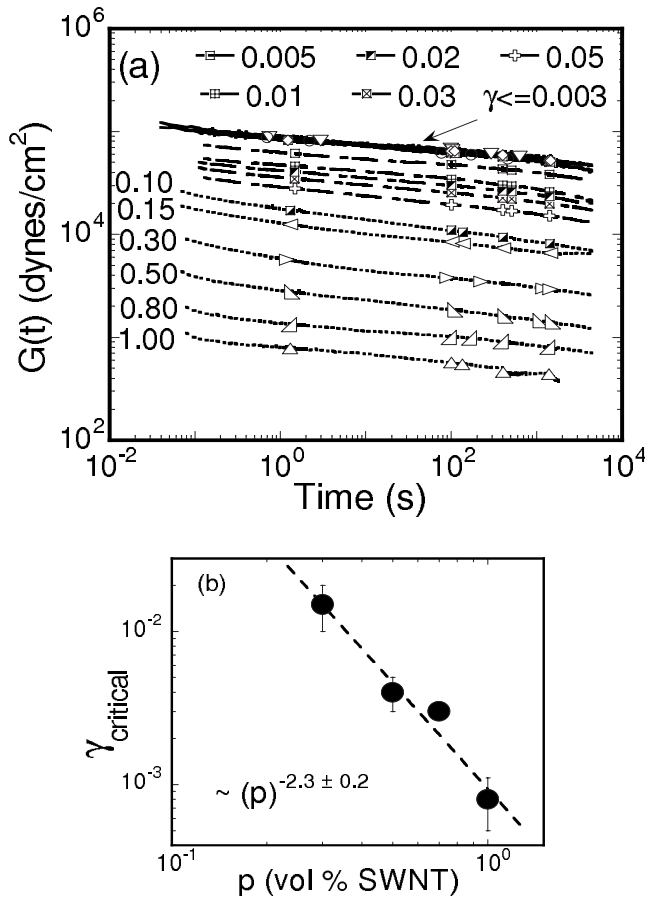 10^6
(a)
0.005 0.02 0.05
0.01 0.03 γ<=0.003
0.10
0.15
10^4
0.30
0.50
0.80
1.00
10^2
G(t) (dynes/cm^2)
10^-2 10^0 10^2 10^4
Time (s)
(b)
10^-2
γcritical
10^-3
~ (p)^-2.3 ± 0.2
10^-1 10^0
p (vol % SWNT)